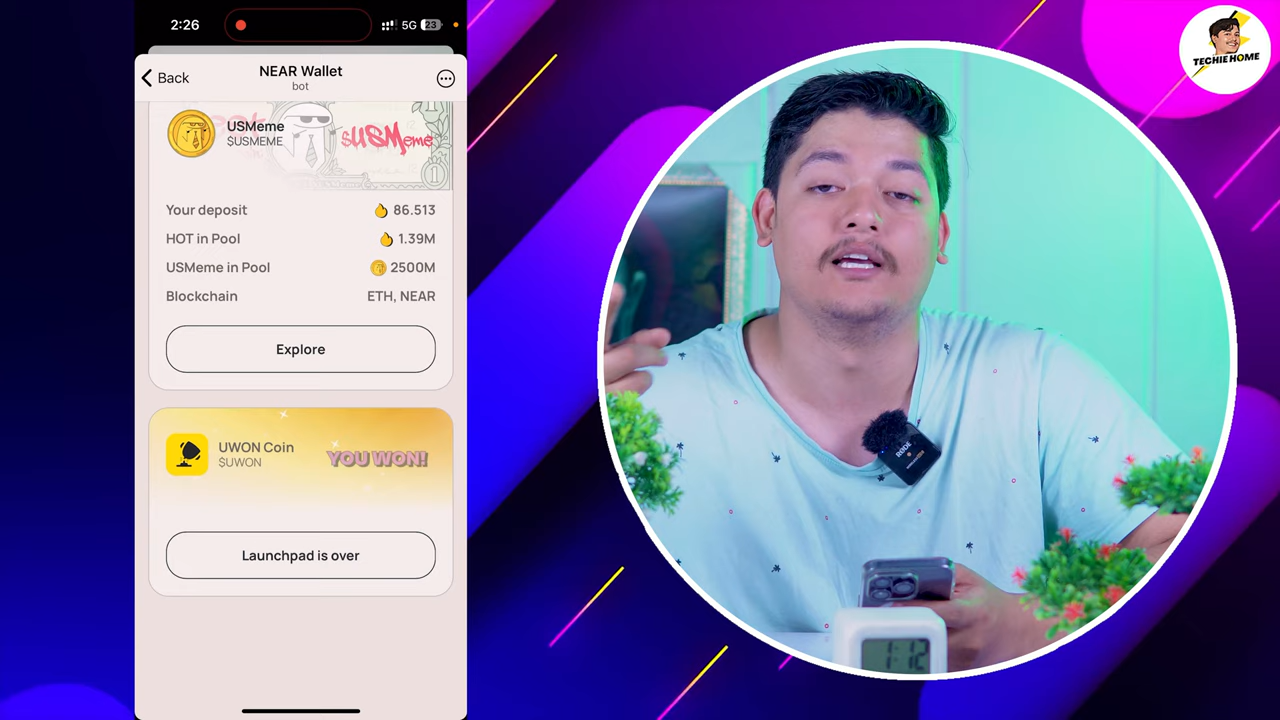 2:26
5G 23
TECHIE HOME
Back
NEAR Wallet
bot
USMeme
$USMEME
$USMeme
1
Your deposit
86.513
HOT in Pool
1.39M
USMeme in Pool
2500M
Blockchain
ETH, NEAR
Explore
UWON Coin
$UWON
YOU WON!
Launchpad is over
RØDE
1:12